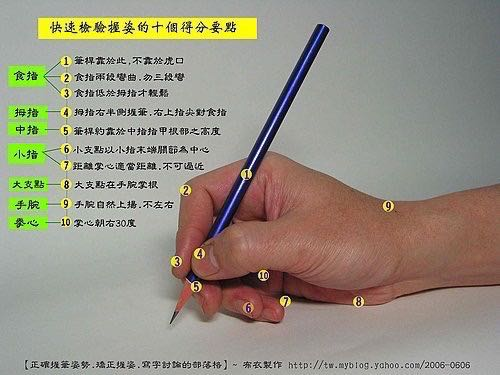 快速檢驗握姿的十個得分要點
食指
1 筆桿靠於此,不靠於虎口
2 食指兩段彎曲,勿三段彎
3 食指低於拇指才輕鬆
拇指 4 拇指右半側握筆,右上指尖對食指
中指 5 筆桿約靠於中指指甲根部之高度
小指
6 小支點以小指末端關節為中心
7 距離掌心適當距離,不可過近
大支點 8 大支點在手腕掌根
手腕 9 手腕自然上揚,不左右
掌心 10 掌心朝右30度
1
2
9
4
3
10
5
6
7
8
【正確握筆姿勢.矯正握姿.寫字討論的部落格】~ 布衣製作 http://tw.myblog.yahoo.com/2006-0606